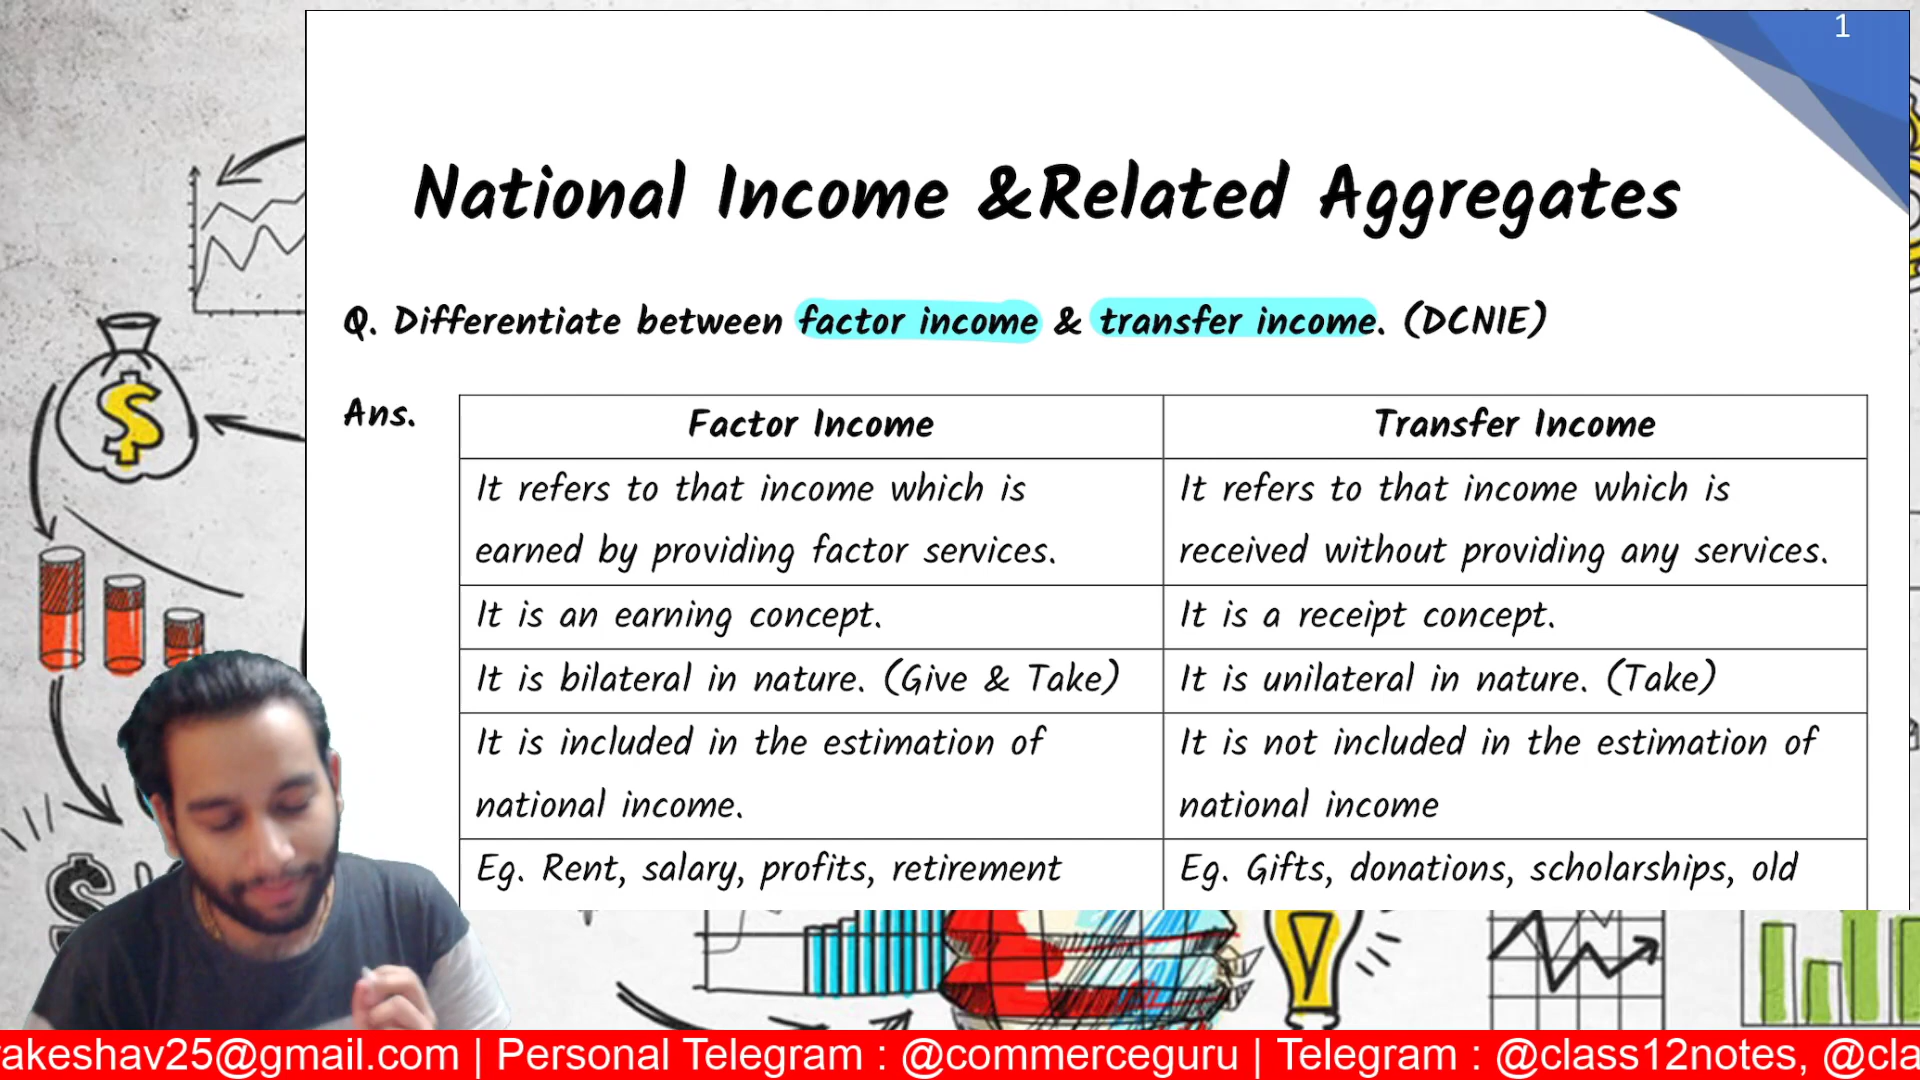 1
National Income &Related Aggregates
Q. Differentiate between factor income & transfer income. (DCNIE)
Ans.
Factor Income
Transfer Income
It refers to that income which is
earned by providing factor services.
It refers to that income which is
received without providing any services.
It is an earning concept.
It is a receipt concept.
It is bilateral in nature. (Give & Take)
It is unilateral in nature. (Take)
It is included in the estimation of
national income.
It is not included in the estimation of
national income
Eg. Rent, salary, profits, retirement
Eg. Gifts, donations, scholarships, old
akeshav25@gmail.com | Personal Telegram : @commerceguru | Telegram : @class12notes, @cla